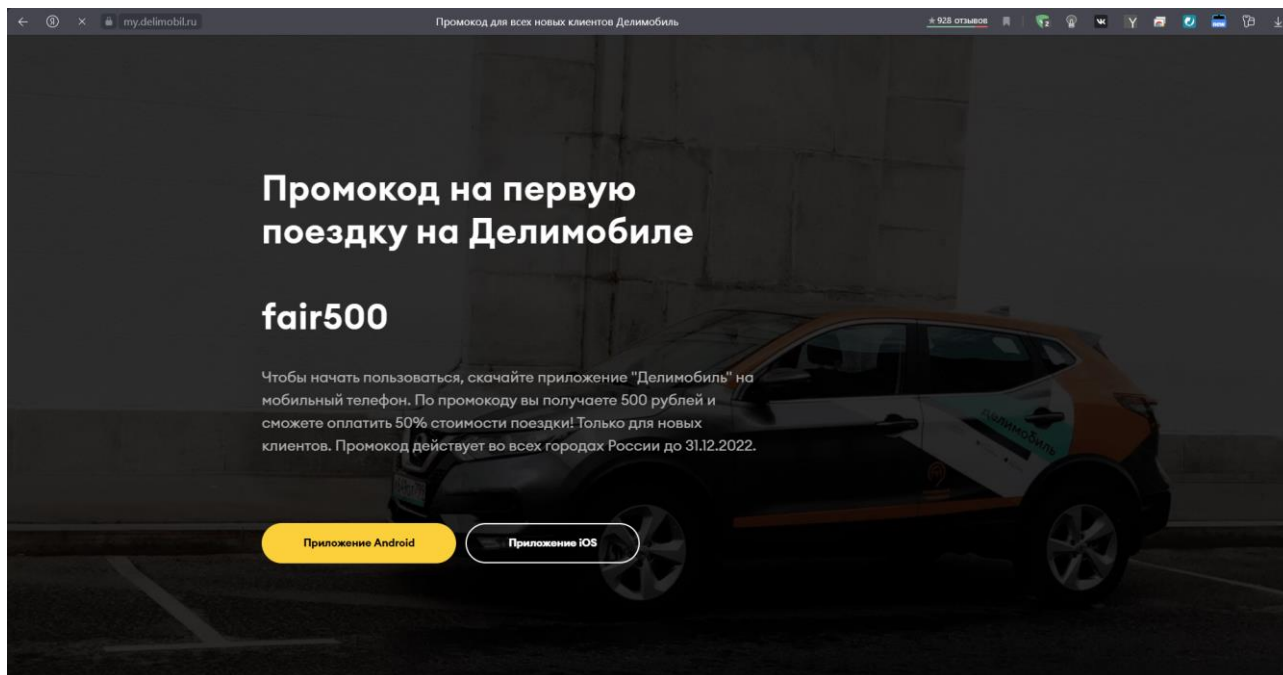 my.delimobil.ru
Промокод для всех новых клиентов Делимобиль
★ 928 отзывов
Промокод на первую
поездку на Делимобиле
fair500
Чтобы начать пользоваться, скачайте приложение "Делимобиль" на
мобильный телефон. По промокоду вы получаете 500 рублей и
сможете оплатить 50% стоимости поездки! Только для новых
клиентов. Промокод действует во всех городах России до 31.12.2022.
делимобиль
Приложение Android
Приложение iOS